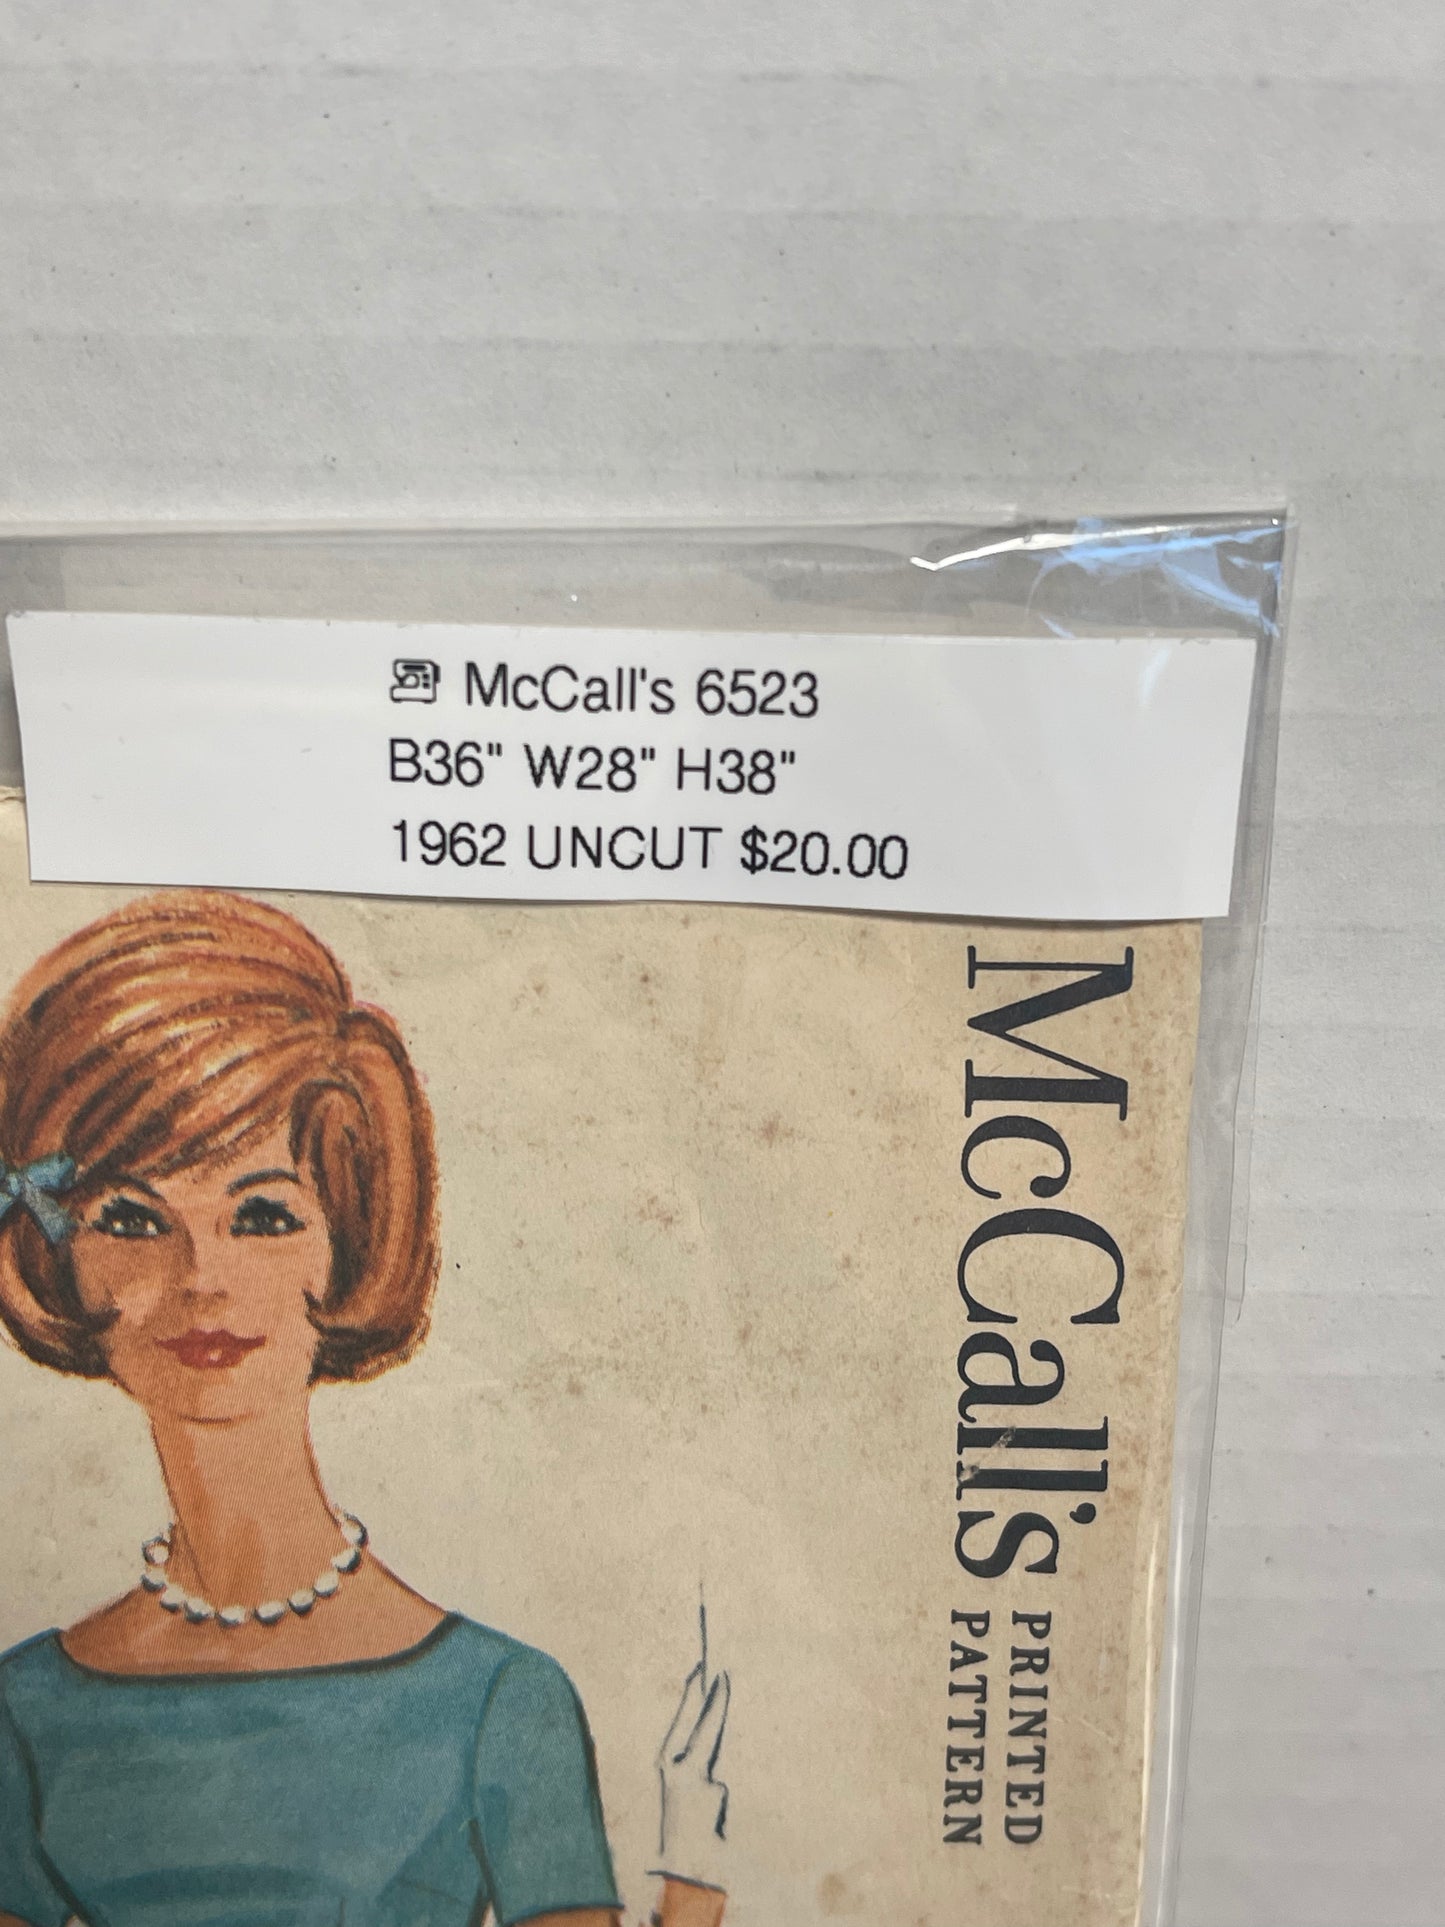 McCall's 6523
B36" W28" H38"
1962 UNCUT $20.00
McCall's PRINTED
PATTERN